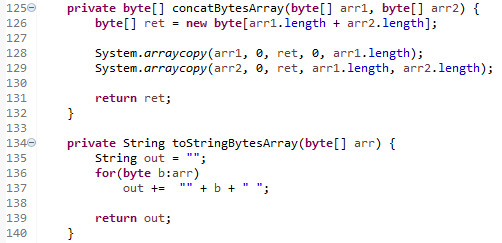 125 private byte[] concatBytesArray(byte[] arr1, byte[] arr2) {
126 byte[] ret = new byte[arr1.length + arr2.length];
127
128 System.arraycopy(arr1, 0, ret, 0, arr1.length);
129 System.arraycopy(arr2, 0, ret, arr1.length, arr2.length);
130
131 return ret;
132 }
133
134 private String toStringBytesArray(byte[] arr) {
135 String out = "";
136 for(byte b:arr)
137 out +=  "" + b + " ";
138
139 return out;
140 }